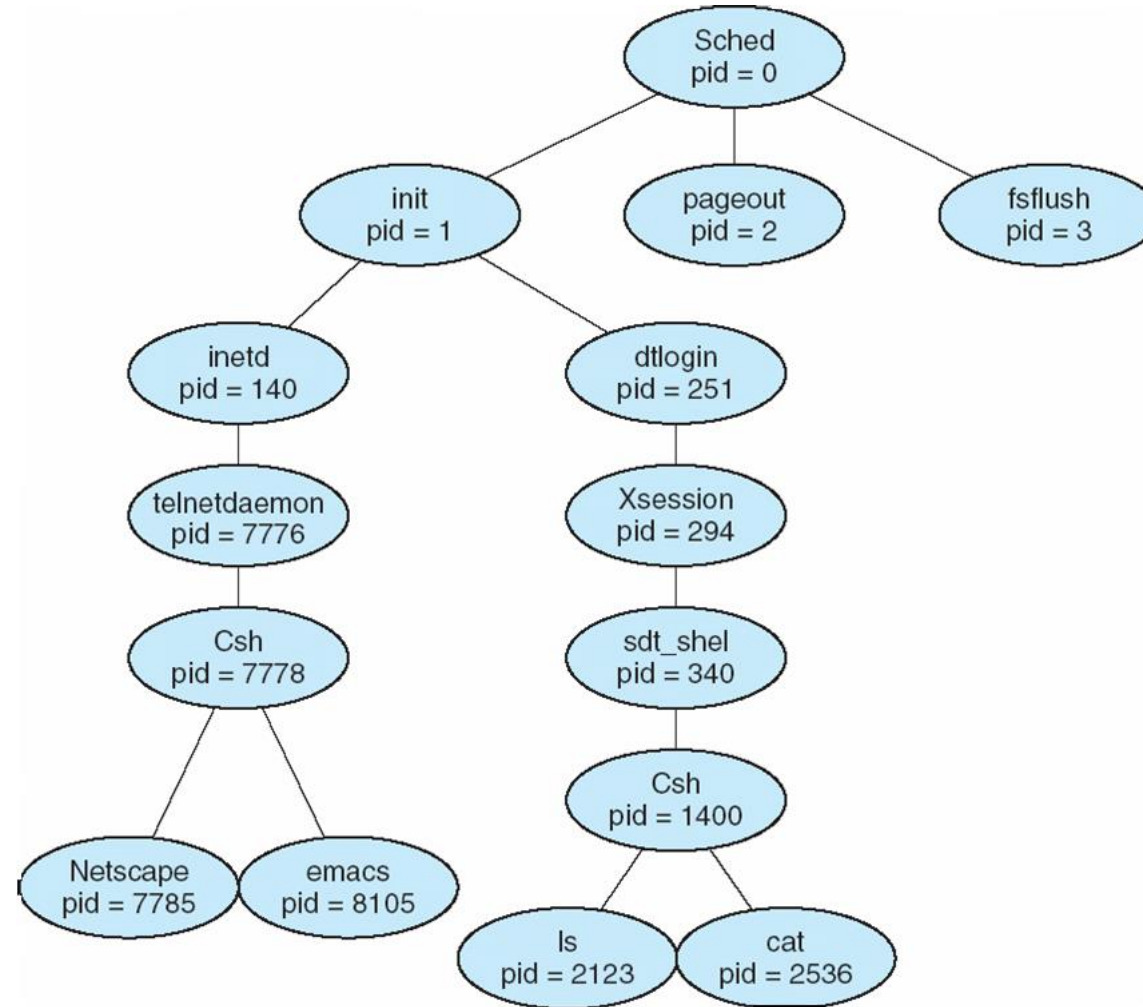 Sched
pid = 0
init
pid = 1
pageout
pid = 2
fsflush
pid = 3
inetd
pid = 140
dtlogin
pid = 251
telnetdaemon
pid = 7776
Xsession
pid = 294
Csh
pid = 7778
sdt_shel
pid = 340
Csh
pid = 1400
Netscape
pid = 7785
emacs
pid = 8105
ls
pid = 2123
cat
pid = 2536